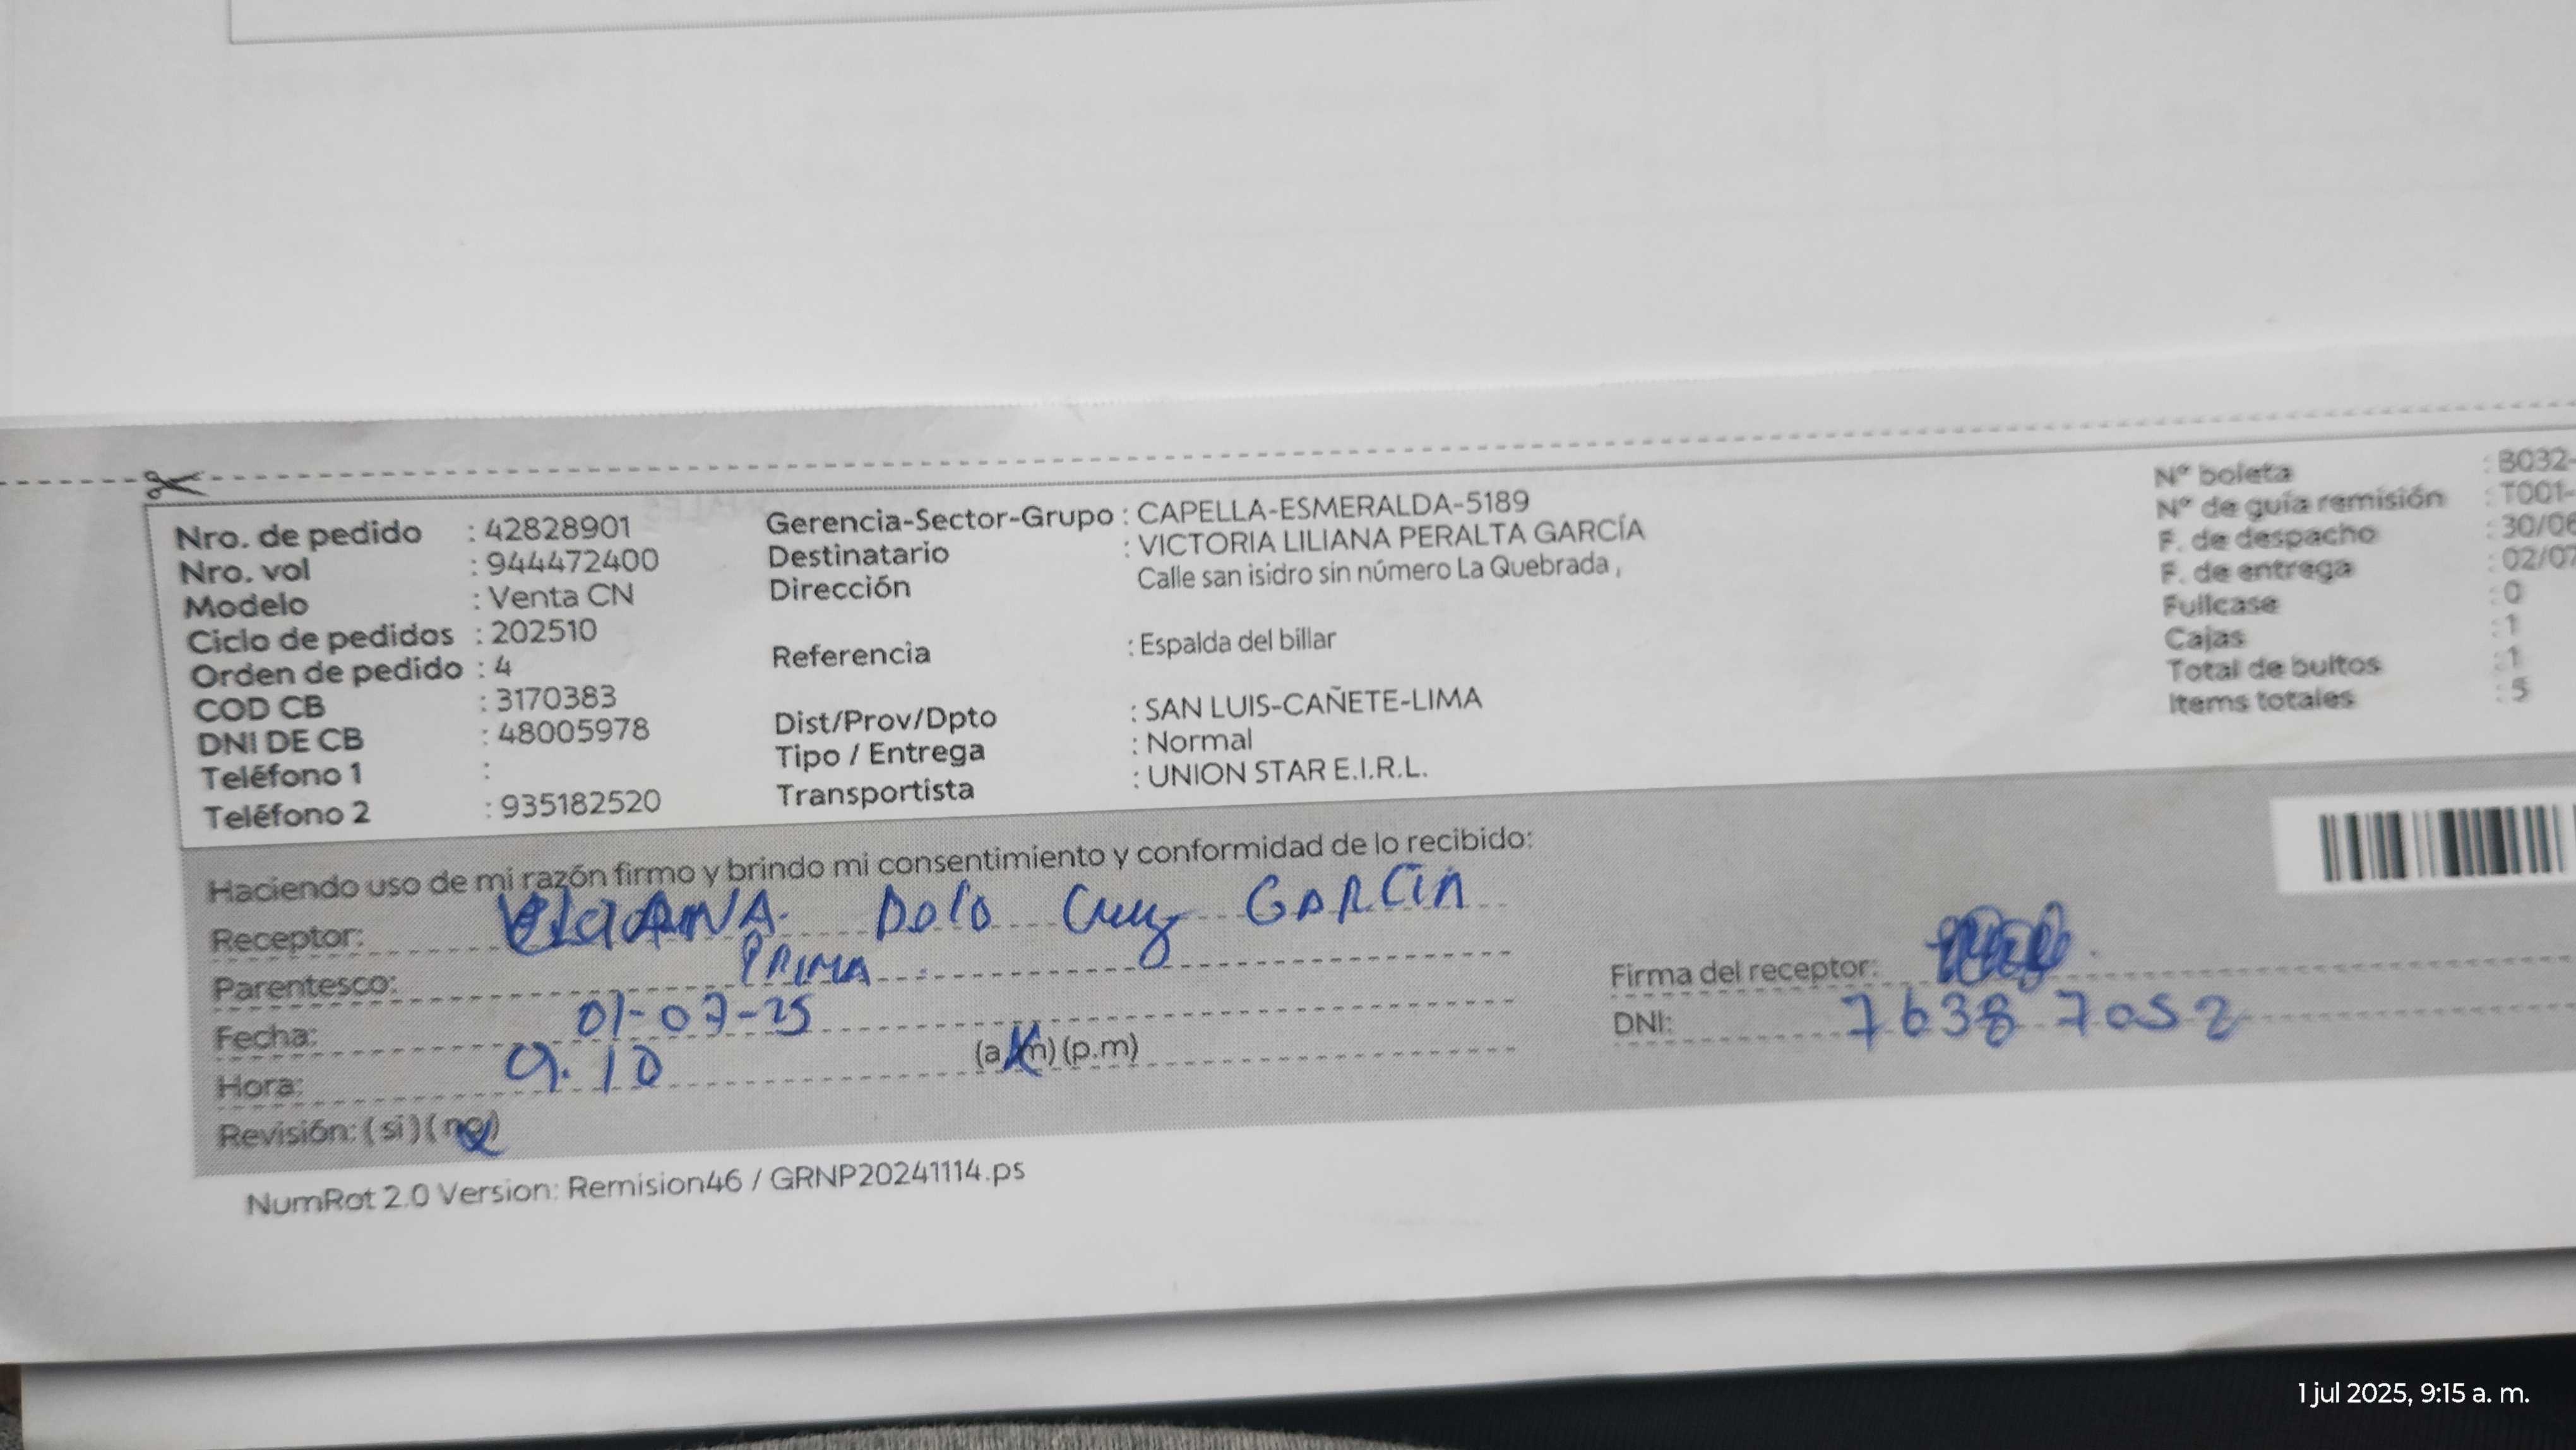 Nro. de pedido : 42828901
Nro. vol : 944472400
Modelo : Venta CN
Ciclo de pedidos : 202510
Orden de pedido : 4
COD CB : 3170383
DNI DE CB : 48005978
Teléfono 1 :
Teléfono 2 : 935182520
Gerencia-Sector-Grupo : CAPELLA-ESMERALDA-5189
Destinatario : VICTORIA LILIANA PERALTA GARCÍA
Dirección Calle san isidro sin número La Quebrada ,
Referencia : Espalda del billar
Dist/Prov/Dpto : SAN LUIS-CAÑETE-LIMA
Tipo / Entrega : Normal
Transportista : UNION STAR E.I.R.L.
Nº boleta : B032-
Nº de guía remisión : T001-
F. de despacho : 30/06
F. de entrega : 02/07
Fullcase : 0
Cajas : 1
Total de bultos : 1
Items totales : 5
Haciendo uso de mi razón firmo y brindo mi consentimiento y conformidad de lo recibido:
Receptor: Cruz GARCIA
Parentesco: PRIMA
Fecha: 01-07-25
Hora: 9.10 (a.m) (p.m)
Revisión: (si) (no)
Firma del receptor:
DNI: 76387052
NumRot 2.0 Version: Remision46 / GRNP20241114.ps
1 jul 2025, 9:15 a. m.